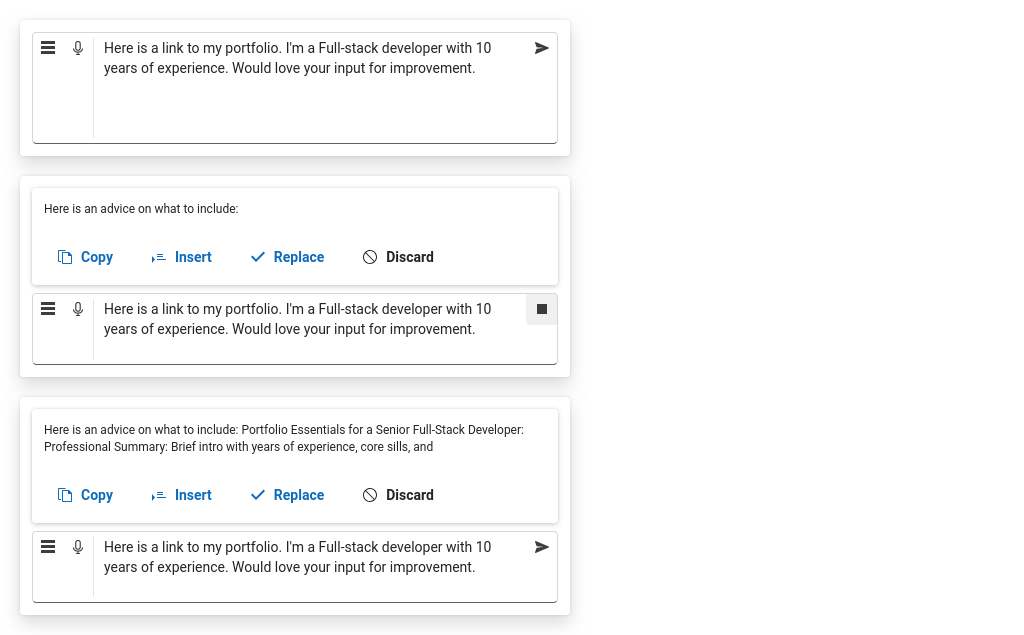 Here is a link to my portfolio. I'm a Full-stack developer with 10
years of experience. Would love your input for improvement.
Here is an advice on what to include:
Copy Insert Replace Discard
Here is a link to my portfolio. I'm a Full-stack developer with 10
years of experience. Would love your input for improvement.
Here is an advice on what to include: Portfolio Essentials for a Senior Full-Stack Developer:
Professional Summary: Brief intro with years of experience, core sills, and
Copy Insert Replace Discard
Here is a link to my portfolio. I'm a Full-stack developer with 10
years of experience. Would love your input for improvement.